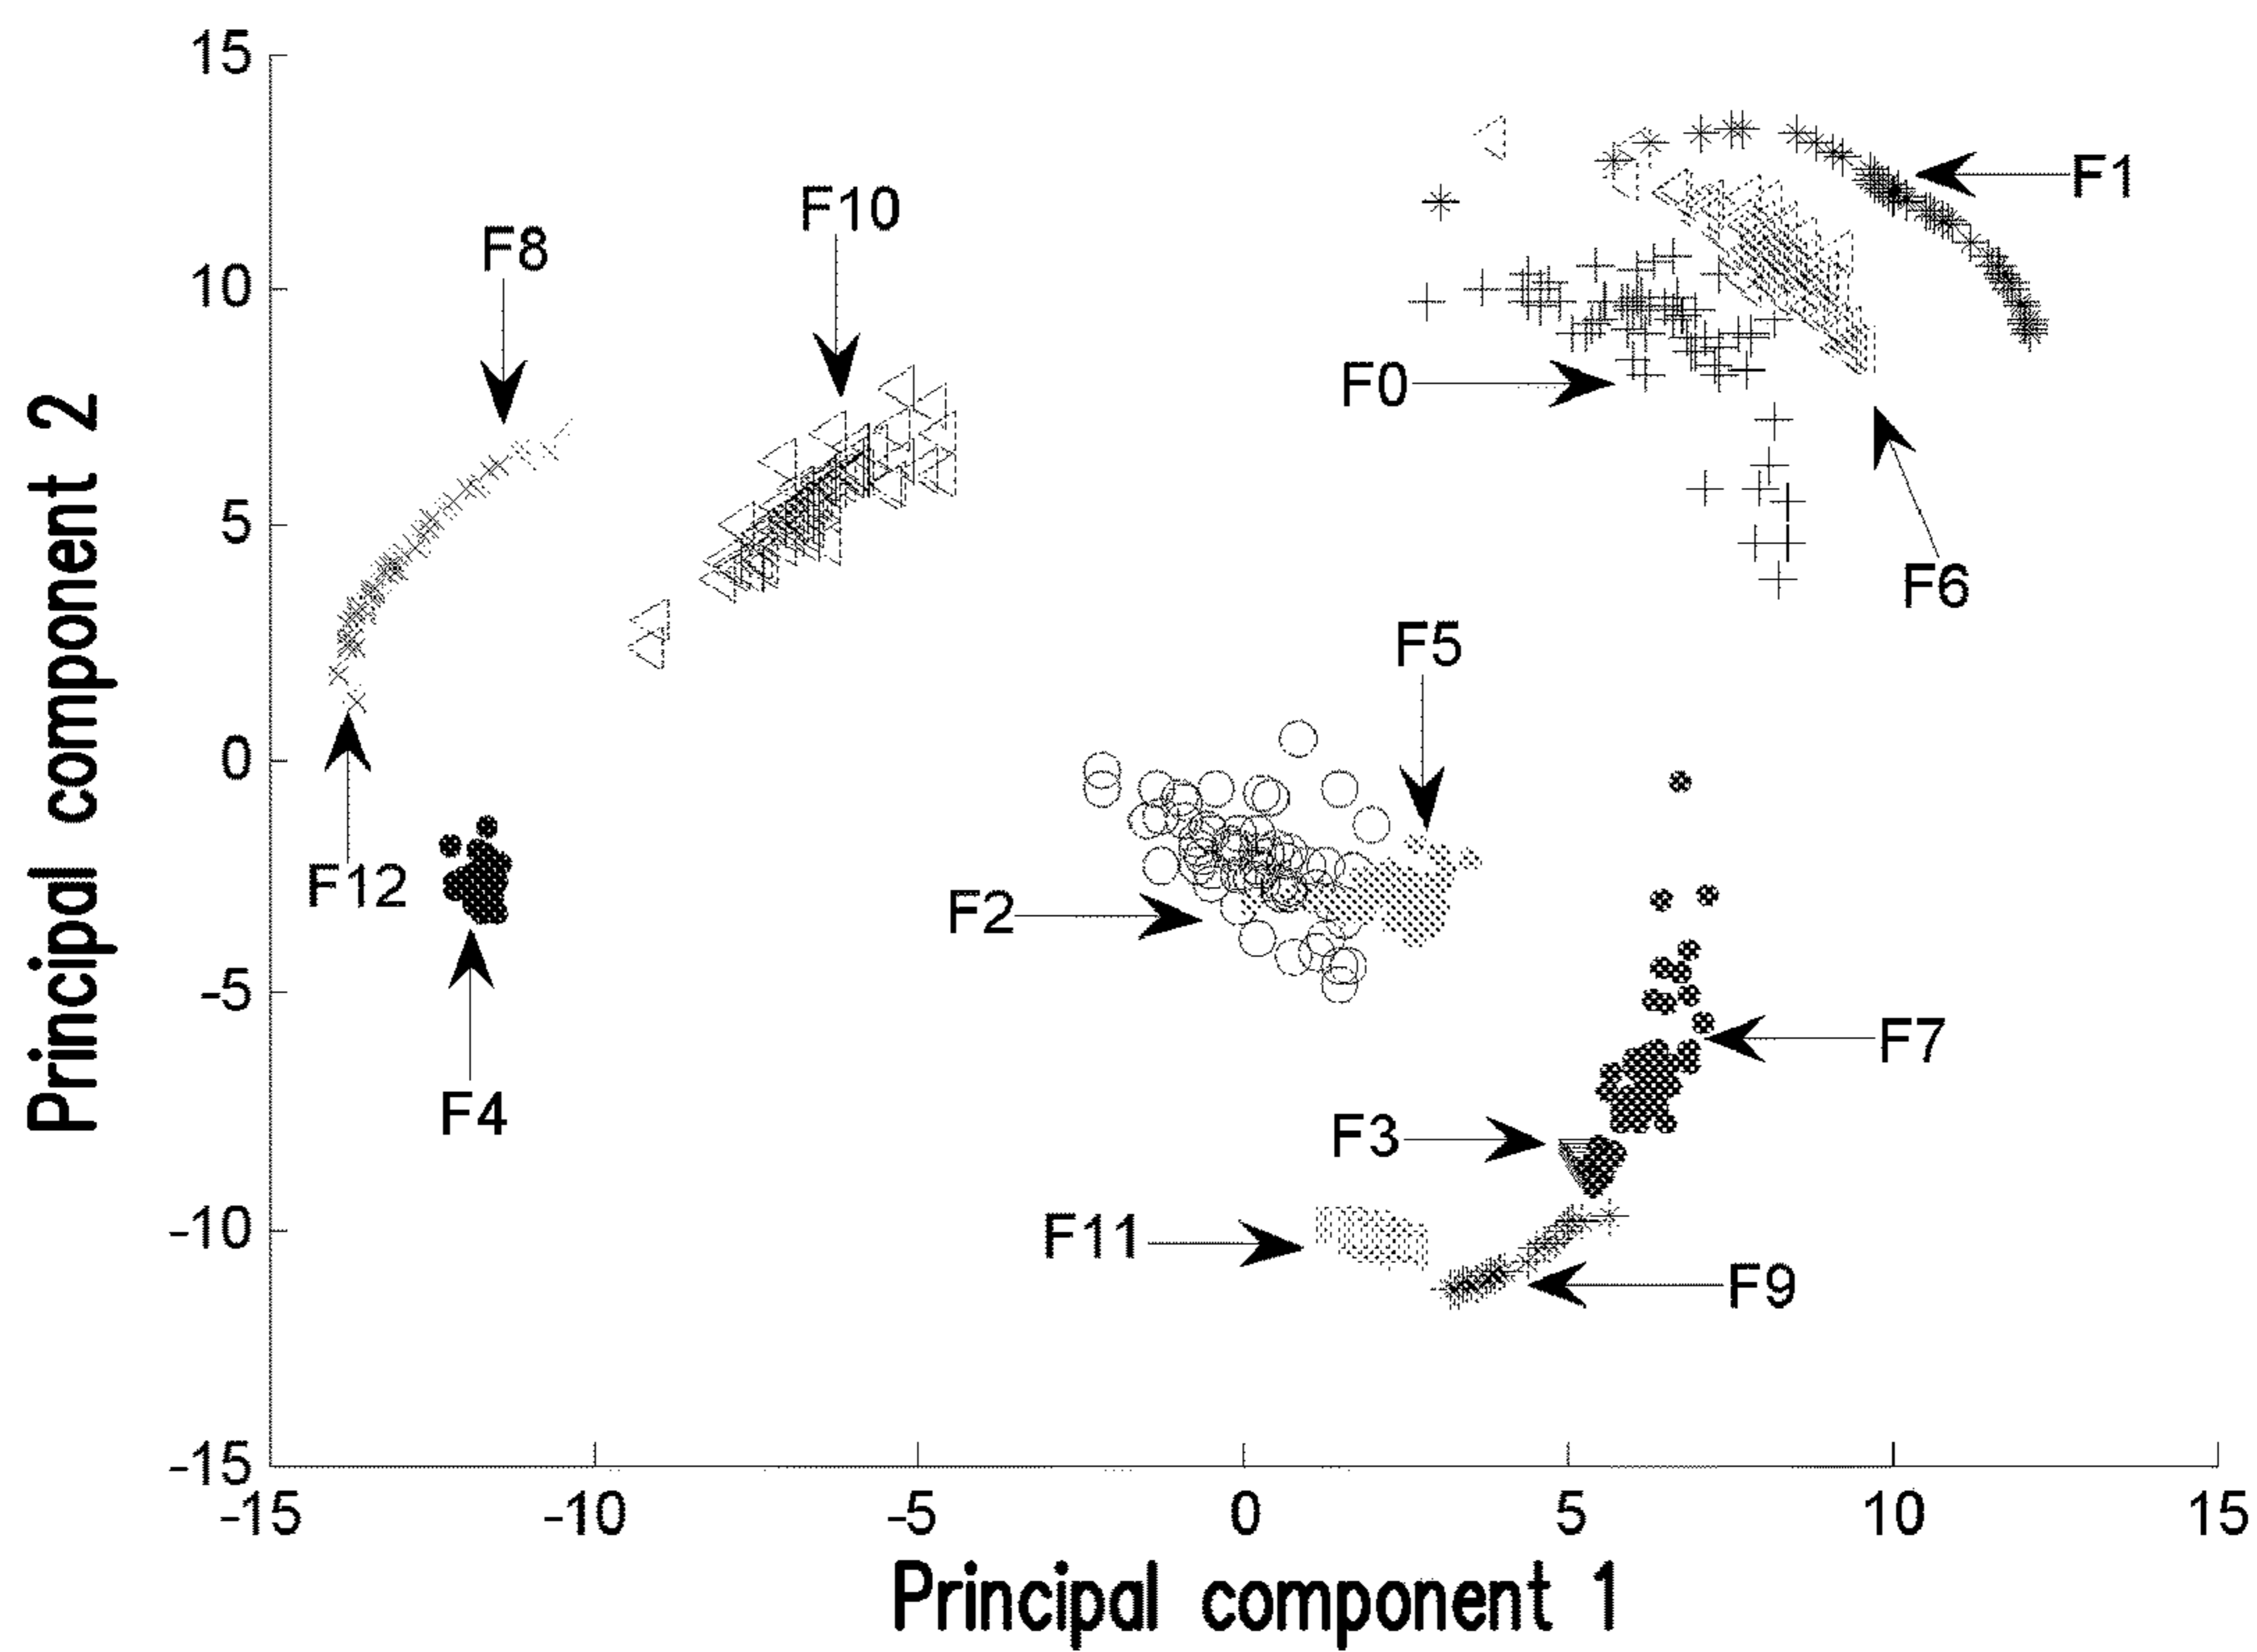 15
10
5
0
-5
-10
-15
-15
-10
-5
0
5
10
15
Principal component 2
Principal component 1
F1
F10
F8
F0
F6
F5
F12
F2
F7
F4
F3
F11
F9